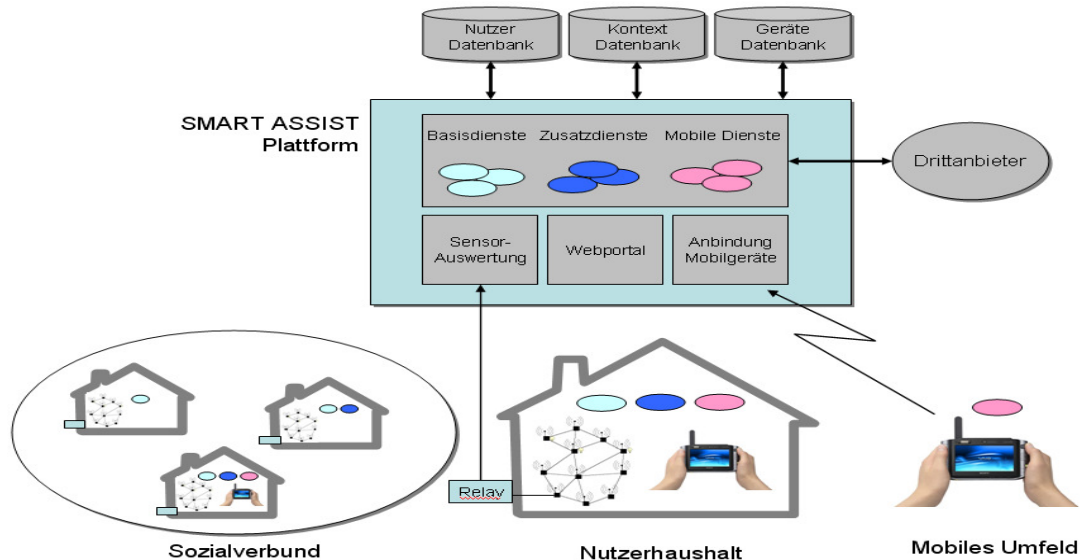 Nutzer
Datenbank
Kontext
Datenbank
Geräte
Datenbank
SMART ASSIST
Plattform
Basisdienste
Zusatzdienste
Mobile Dienste
Drittanbieter
Sensor-
Auswertung
Webportal
Anbindung
Mobilgeräte
Relav
Sozialverbund
Nutzerhaushalt
Mobiles Umfeld